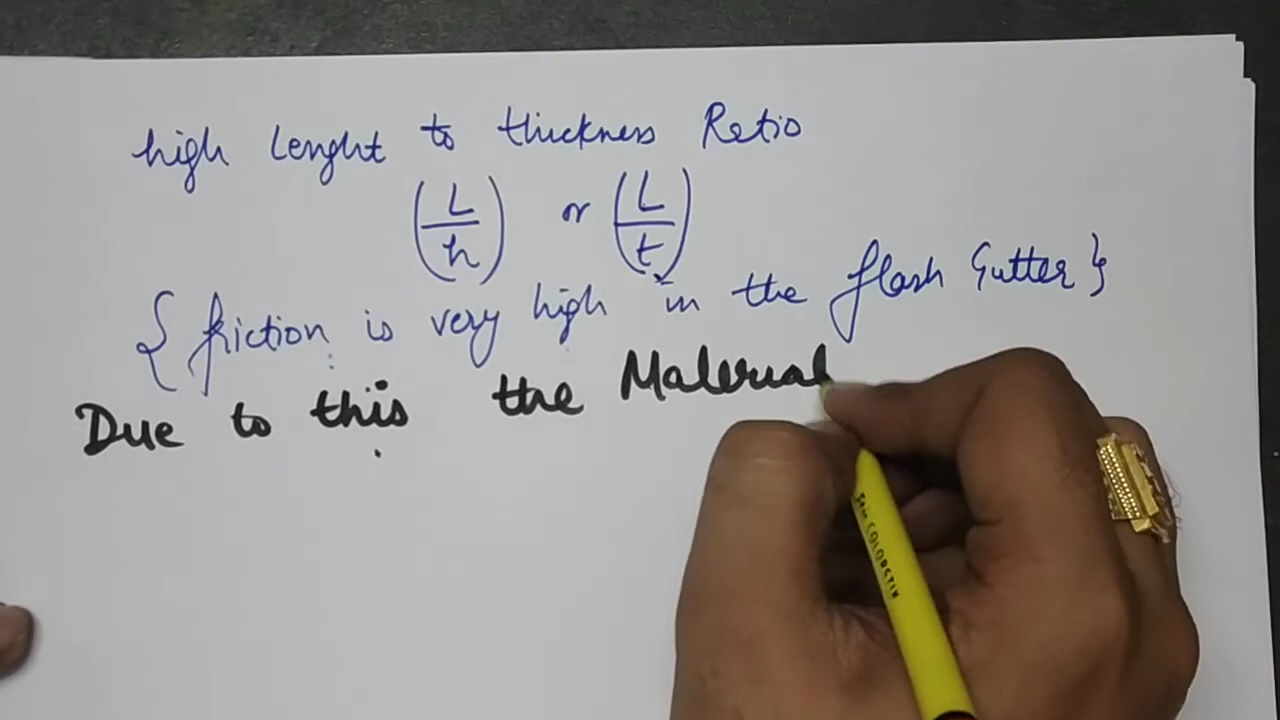 high Lenght to thickness Retio
(L/h) or (L/t)
{ friction is very high in the flash Gutter }
Due to this the Material